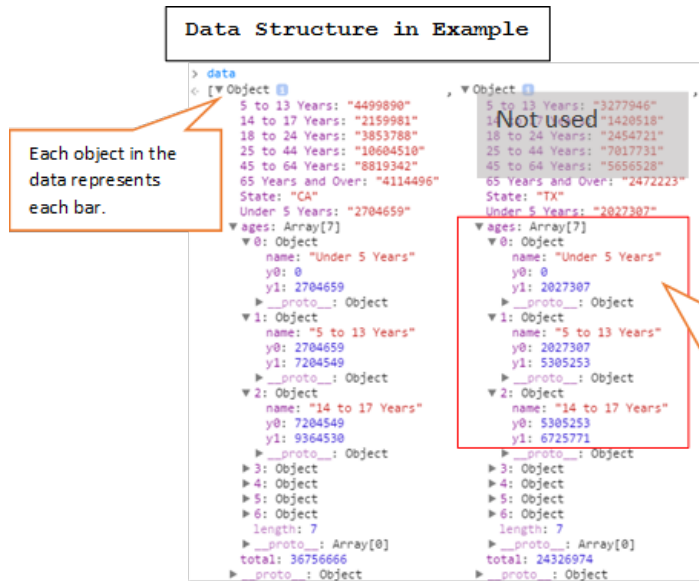 Data Structure in Example
> data
<· [▼Object i , ▼Object i ,
5 to 13 Years: "4499890"
14 to 17 Years: "2159981"
18 to 24 Years: "3853788"
25 to 44 Years: "10604510"
45 to 64 Years: "8819342"
65 Years and Over: "4114496"
State: "CA"
Under 5 Years: "2704659"
▼ages: Array[7]
▼0: Object
name: "Under 5 Years"
y0: 0
y1: 2704659
▶__proto__: Object
▼1: Object
name: "5 to 13 Years"
y0: 2704659
y1: 7204549
▶__proto__: Object
▼2: Object
name: "14 to 17 Years"
y0: 7204549
y1: 9364530
▶__proto__: Object
▶3: Object
▶4: Object
▶5: Object
▶6: Object
length: 7
▶__proto__: Array[0]
total: 36756666
▶__proto__: Object
5 to 13 Years: "3277946"
14 to 17 Years: "1420518"
18 to 24 Years: "2454721"
25 to 44 Years: "7017731"
45 to 64 Years: "5656528"
65 Years and Over: "2472223"
State: "TX"
Under 5 Years: "2027307"
▼ages: Array[7]
▼0: Object
name: "Under 5 Years"
y0: 0
y1: 2027307
▶__proto__: Object
▼1: Object
name: "5 to 13 Years"
y0: 2027307
y1: 5305253
▶__proto__: Object
▼2: Object
name: "14 to 17 Years"
y0: 5305253
y1: 6725771
▶__proto__: Object
▶3: Object
▶4: Object
▶5: Object
▶6: Object
length: 7
▶__proto__: Array[0]
total: 24326974
▶__proto__: Object
Not used
Each object in the
data represents
each bar.